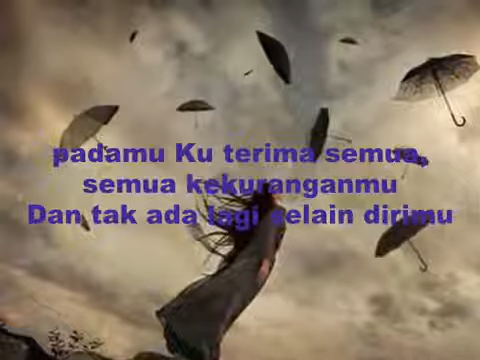 padamu Ku terima semua,
semua kekuranganmu
Dan tak ada lagi selain dirimu